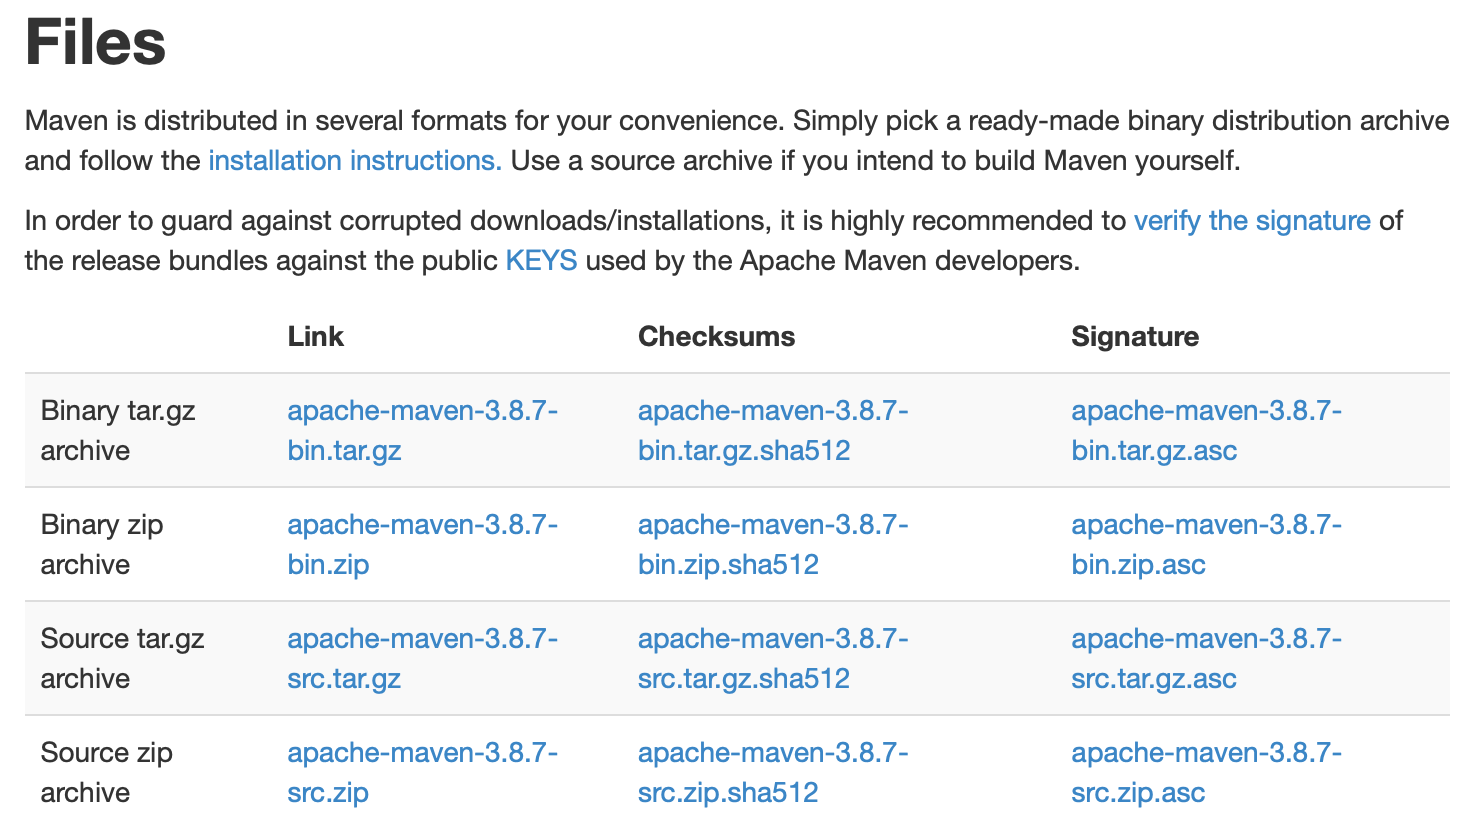 Files
Maven is distributed in several formats for your convenience. Simply pick a ready-made binary distribution archive
and follow the installation instructions. Use a source archive if you intend to build Maven yourself.
In order to guard against corrupted downloads/installations, it is highly recommended to verify the signature of
the release bundles against the public KEYS used by the Apache Maven developers.
Link Checksums Signature
Binary tar.gz apache-maven-3.8.7- apache-maven-3.8.7- apache-maven-3.8.7-
archive bin.tar.gz bin.tar.gz.sha512 bin.tar.gz.asc
Binary zip apache-maven-3.8.7- apache-maven-3.8.7- apache-maven-3.8.7-
archive bin.zip bin.zip.sha512 bin.zip.asc
Source tar.gz apache-maven-3.8.7- apache-maven-3.8.7- apache-maven-3.8.7-
archive src.tar.gz src.tar.gz.sha512 src.tar.gz.asc
Source zip apache-maven-3.8.7- apache-maven-3.8.7- apache-maven-3.8.7-
archive src.zip src.zip.sha512 src.zip.asc